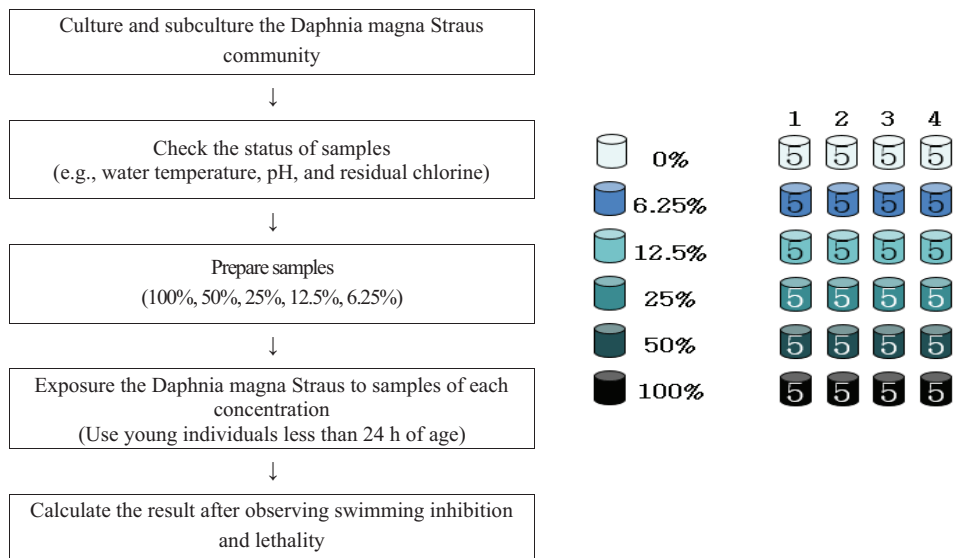 Culture and subculture the Daphnia magna Straus
community
↓
Check the status of samples
(e.g., water temperature, pH, and residual chlorine)
↓
Prepare samples
(100%, 50%, 25%, 12.5%, 6.25%)
↓
Exposure the Daphnia magna Straus to samples of each
concentration
(Use young individuals less than 24 h of age)
↓
Calculate the result after observing swimming inhibition
and lethality
1 2 3 4
0% 5 5 5 5
6.25% 5 5 5 5
12.5% 5 5 5 5
25% 5 5 5 5
50% 5 5 5 5
100% 5 5 5 5